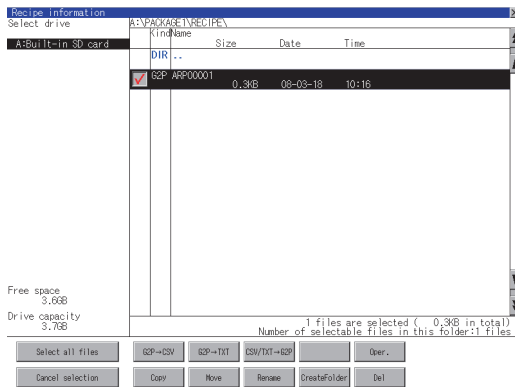 Recipe information
Select drive
A:Built-in SD card
A:\PACKAGE1\RECIPE\
Kind Name
Size Date Time
DIR ..
G2P ARP00001
0.3KB 08-03-18 10:16
Free space
3.6GB
Drive capacity
3.7GB
1 files are selected ( 0.3KB in total)
Number of selectable files in this folder:1 files
Select all files G2P→CSV G2P→TXT CSV/TXT→G2P Oper.
Cancel selection Copy Move Rename CreateFolder Del